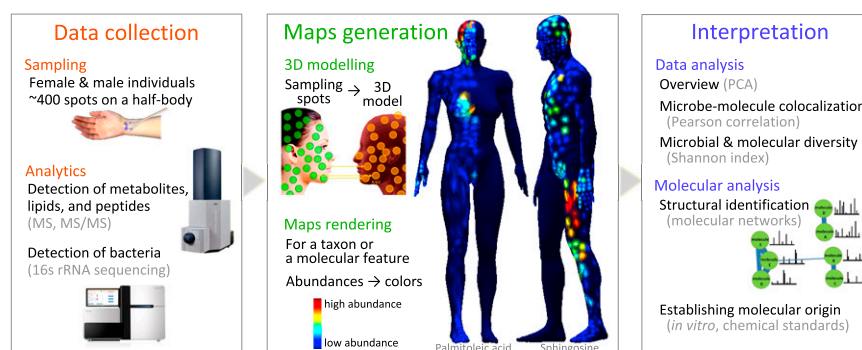 Data collection
Sampling
Female & male individuals
~400 spots on a half-body
Analytics
Detection of metabolites,
lipids, and peptides
(MS, MS/MS)
Detection of bacteria
(16s rRNA sequencing)
Maps generation
3D modelling
Sampling → 3D
spots model
Maps rendering
For a taxon or
a molecular feature
Abundances → colors
high abundance
low abundance
Palmitoleic acid
Sphingosine
Interpretation
Data analysis
Overview (PCA)
Microbe-molecule colocalization
(Pearson correlation)
Microbial & molecular diversity
(Shannon index)
Molecular analysis
Structural identification
(molecular networks)
Establishing molecular origin
(in vitro, chemical standards)